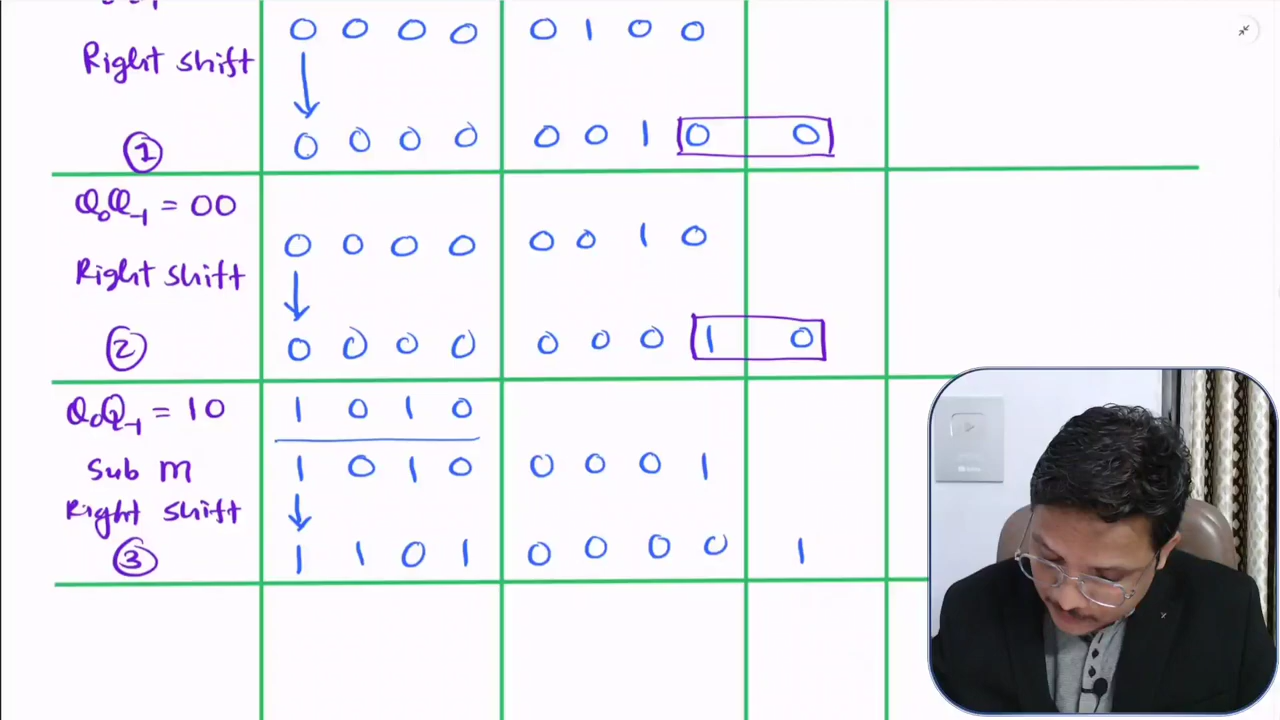 0 0 0 0 0 1 0 0
Right shift
0 0 0 0 0 0 1 0 0
①
Q₀Q₋₁ = 00
0 0 0 0 0 0 1 0
Right shift
② 0 0 0 0 0 0 0 1 0
Q₀Q₋₁ = 10 1 0 1 0
Sub M 1 0 1 0 0 0 0 1
Right shift
③ 1 1 0 1 0 0 0 0 1